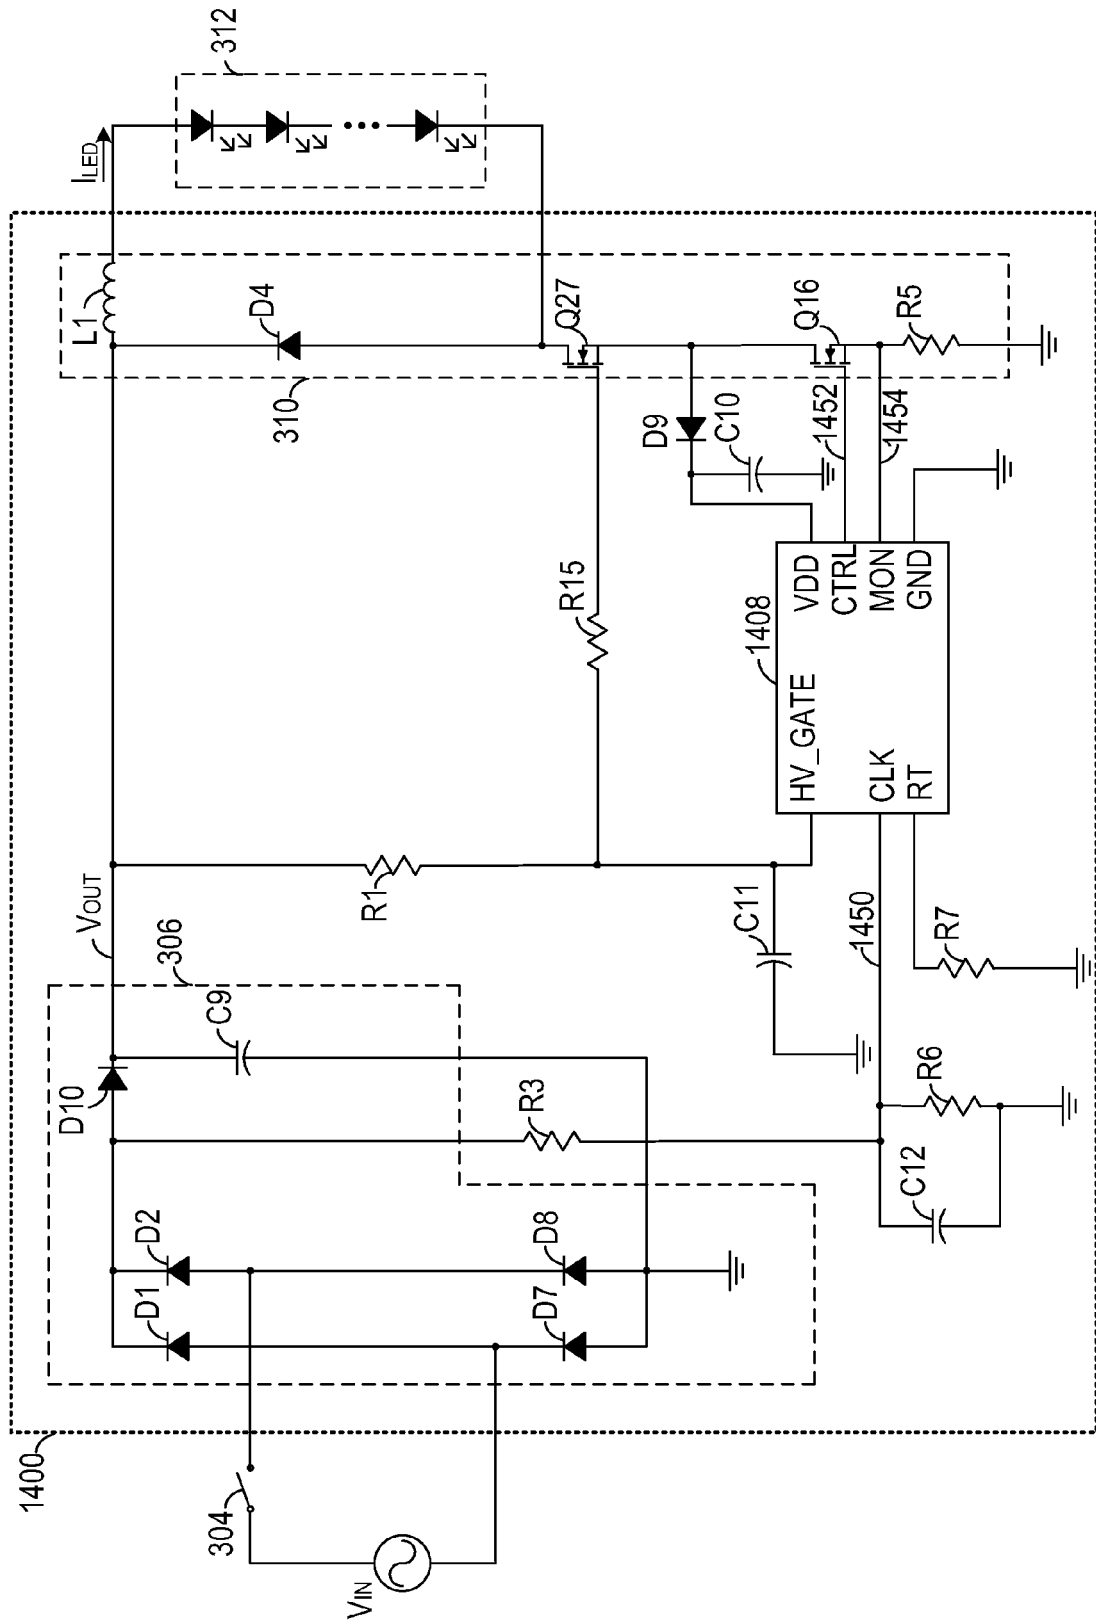 1400
304
VIN
306
D1
D2
D7
D8
D10
C9
R3
VOUT
R1
C11
1450
R6
C12
R7
R15
1408
HV_GATE
CLK
RT
VDD
CTRL
MON
GND
D9
C10
1452
1454
310
L1
D4
Q27
Q16
R5
ILED
312